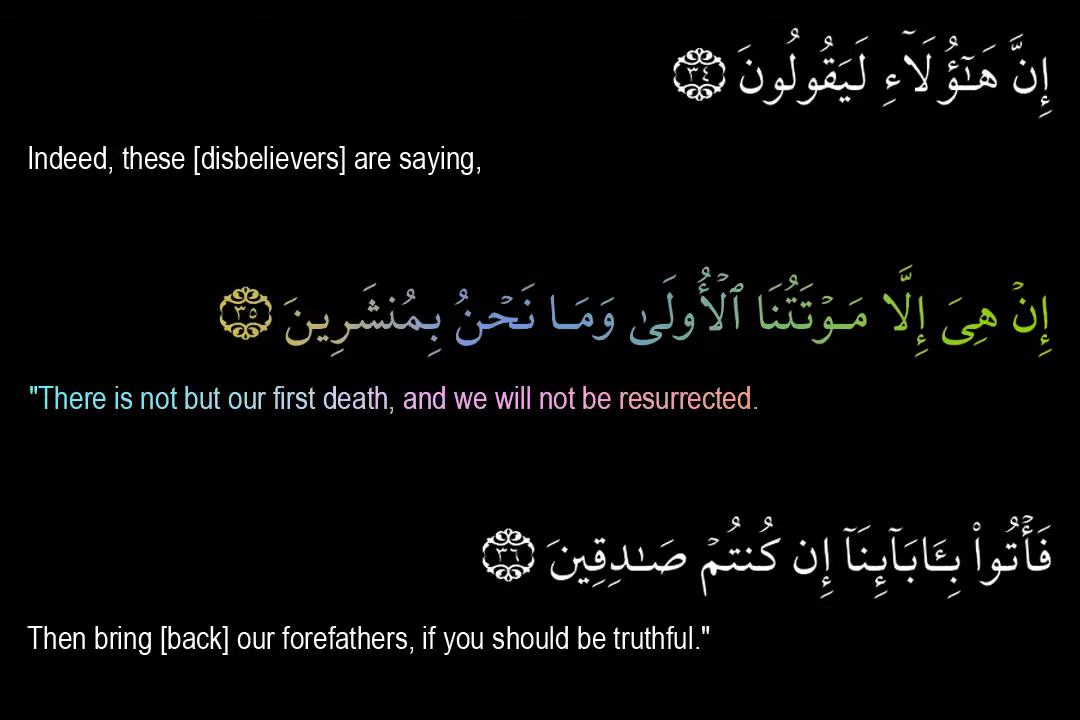 إِنَّ هَـٰٓؤُلَآءِ لَيَقُولُونَ ٣٤
Indeed, these [disbelievers] are saying,
إِنۡ هِىَ إِلَّا مَوۡتَتُنَا ٱلۡأُولَىٰ وَمَا نَحۡنُ بِمُنشَرِينَ ٣٥
"There is not but our first death, and we will not be resurrected.
فَأۡتُوا۟ بِـَٔابَآئِنَآ إِن كُنتُمۡ صَـٰدِقِينَ ٣٦
Then bring [back] our forefathers, if you should be truthful."